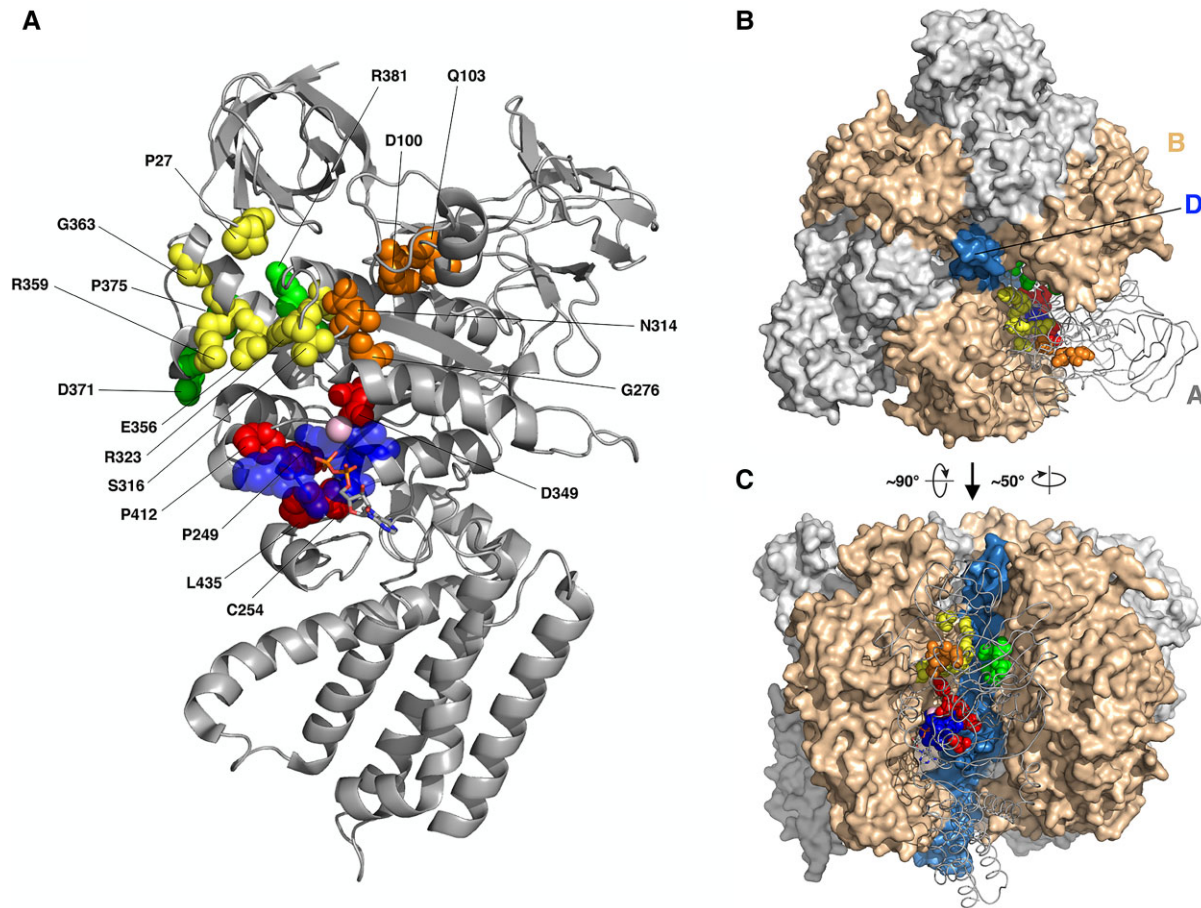 A
R381
Q103
D100
P27
G363
R359
P375
N314
D371
G276
E356
R323
S316
D349
P412
P249
L435
C254
B
B
D
A
~90°
~50°
C